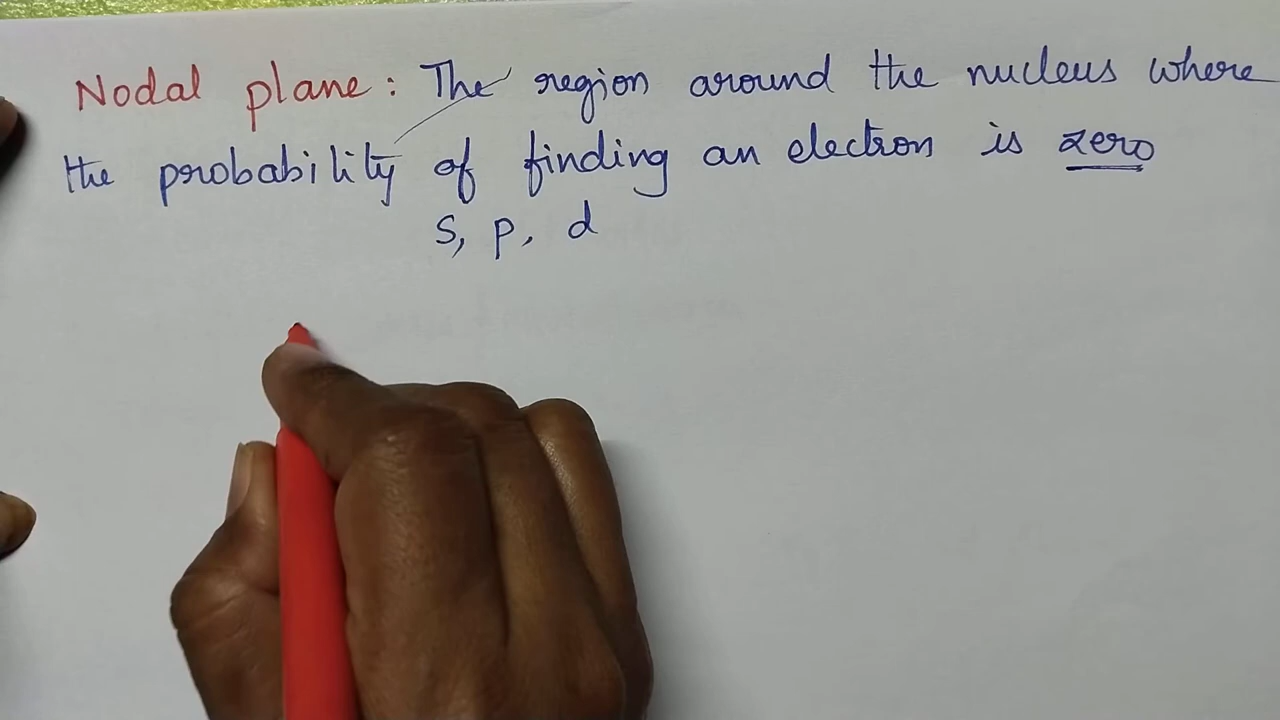 Nodal plane: The region around the nucleus where
the probability of finding an electron is zero
s, p, d